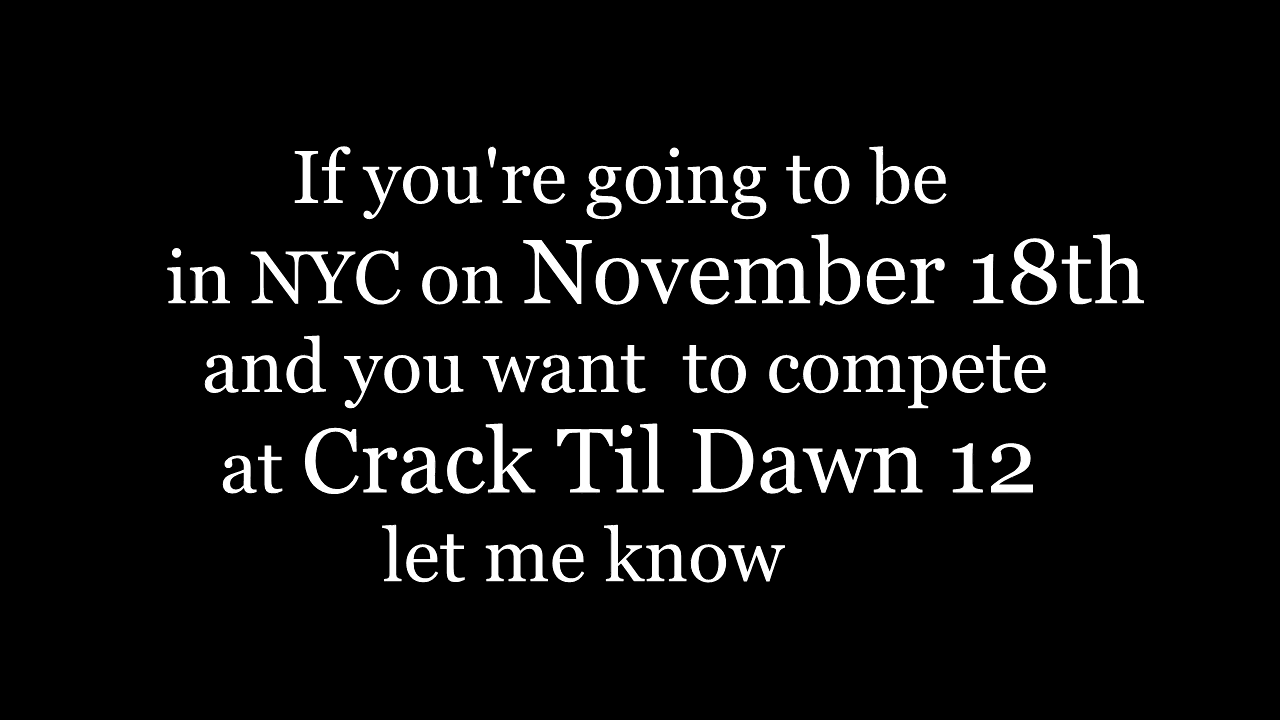 If you're going to be
in NYC on November 18th
and you want  to compete
at Crack Til Dawn 12
let me know